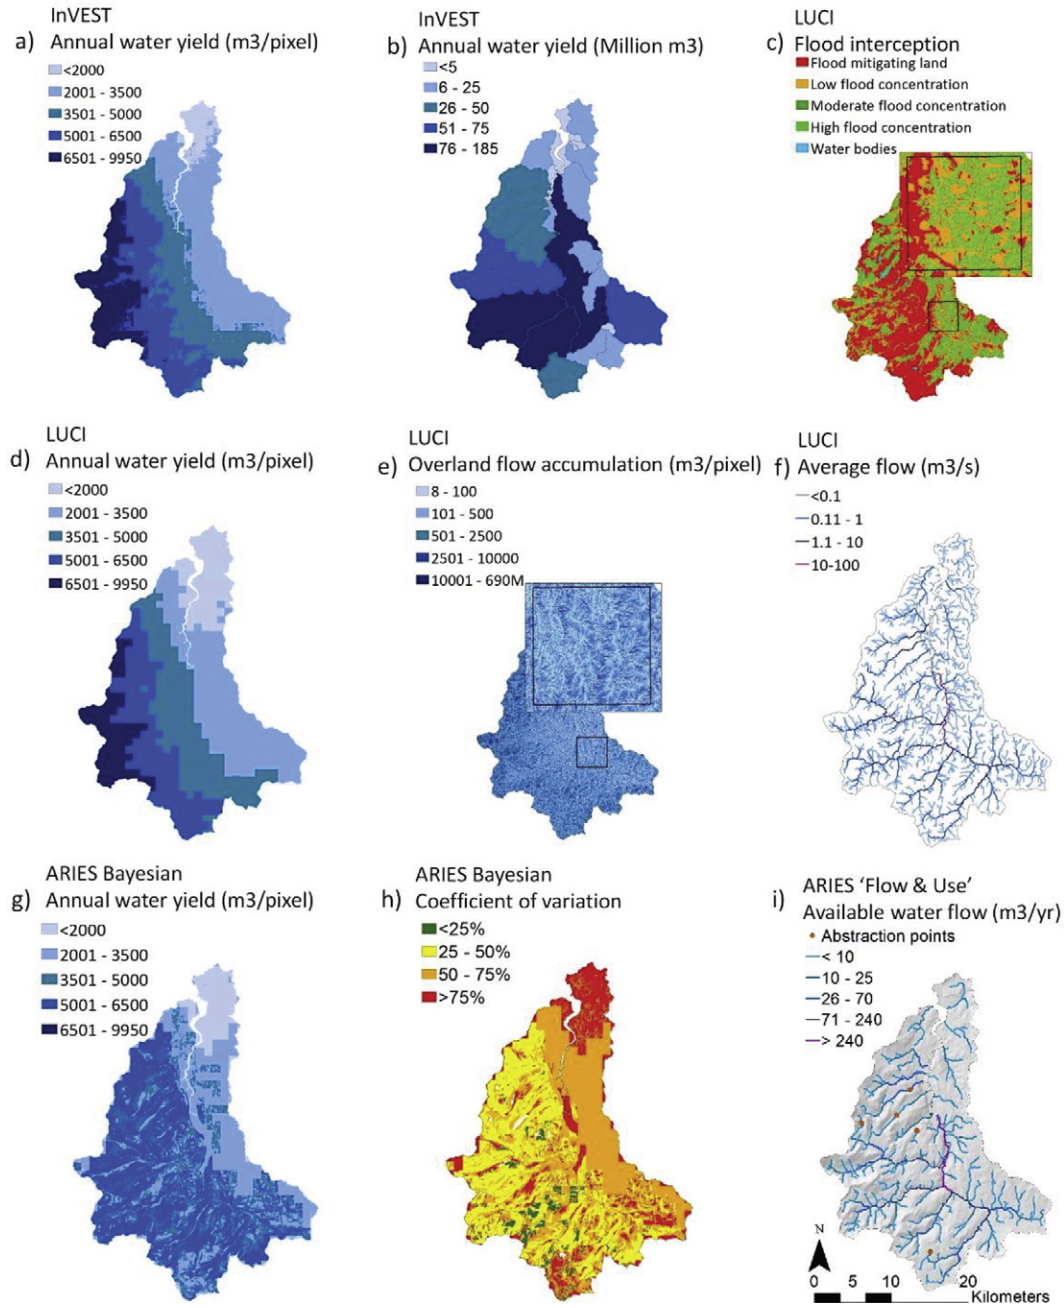 InVEST
a) Annual water yield (m3/pixel)
<2000
2001 - 3500
3501 - 5000
5001 - 6500
6501 - 9950
InVEST
b) Annual water yield (Million m3)
<5
6 - 25
26 - 50
51 - 75
76 - 185
LUCI
c) Flood interception
Flood mitigating land
Low flood concentration
Moderate flood concentration
High flood concentration
Water bodies
LUCI
d) Annual water yield (m3/pixel)
<2000
2001 - 3500
3501 - 5000
5001 - 6500
6501 - 9950
LUCI
e) Overland flow accumulation (m3/pixel)
8 - 100
101 - 500
501 - 2500
2501 - 10000
10001 - 690M
LUCI
f) Average flow (m3/s)
<0.1
0.11 - 1
1.1 - 10
10-100
ARIES Bayesian
g) Annual water yield (m3/pixel)
<2000
2001 - 3500
3501 - 5000
5001 - 6500
6501 - 9950
ARIES Bayesian
h) Coefficient of variation
<25%
25 - 50%
50 - 75%
>75%
ARIES ‘Flow & Use’
i) Available water flow (m3/yr)
Abstraction points
< 10
10 - 25
26 - 70
71 - 240
> 240
N
0 5 10 20
Kilometers